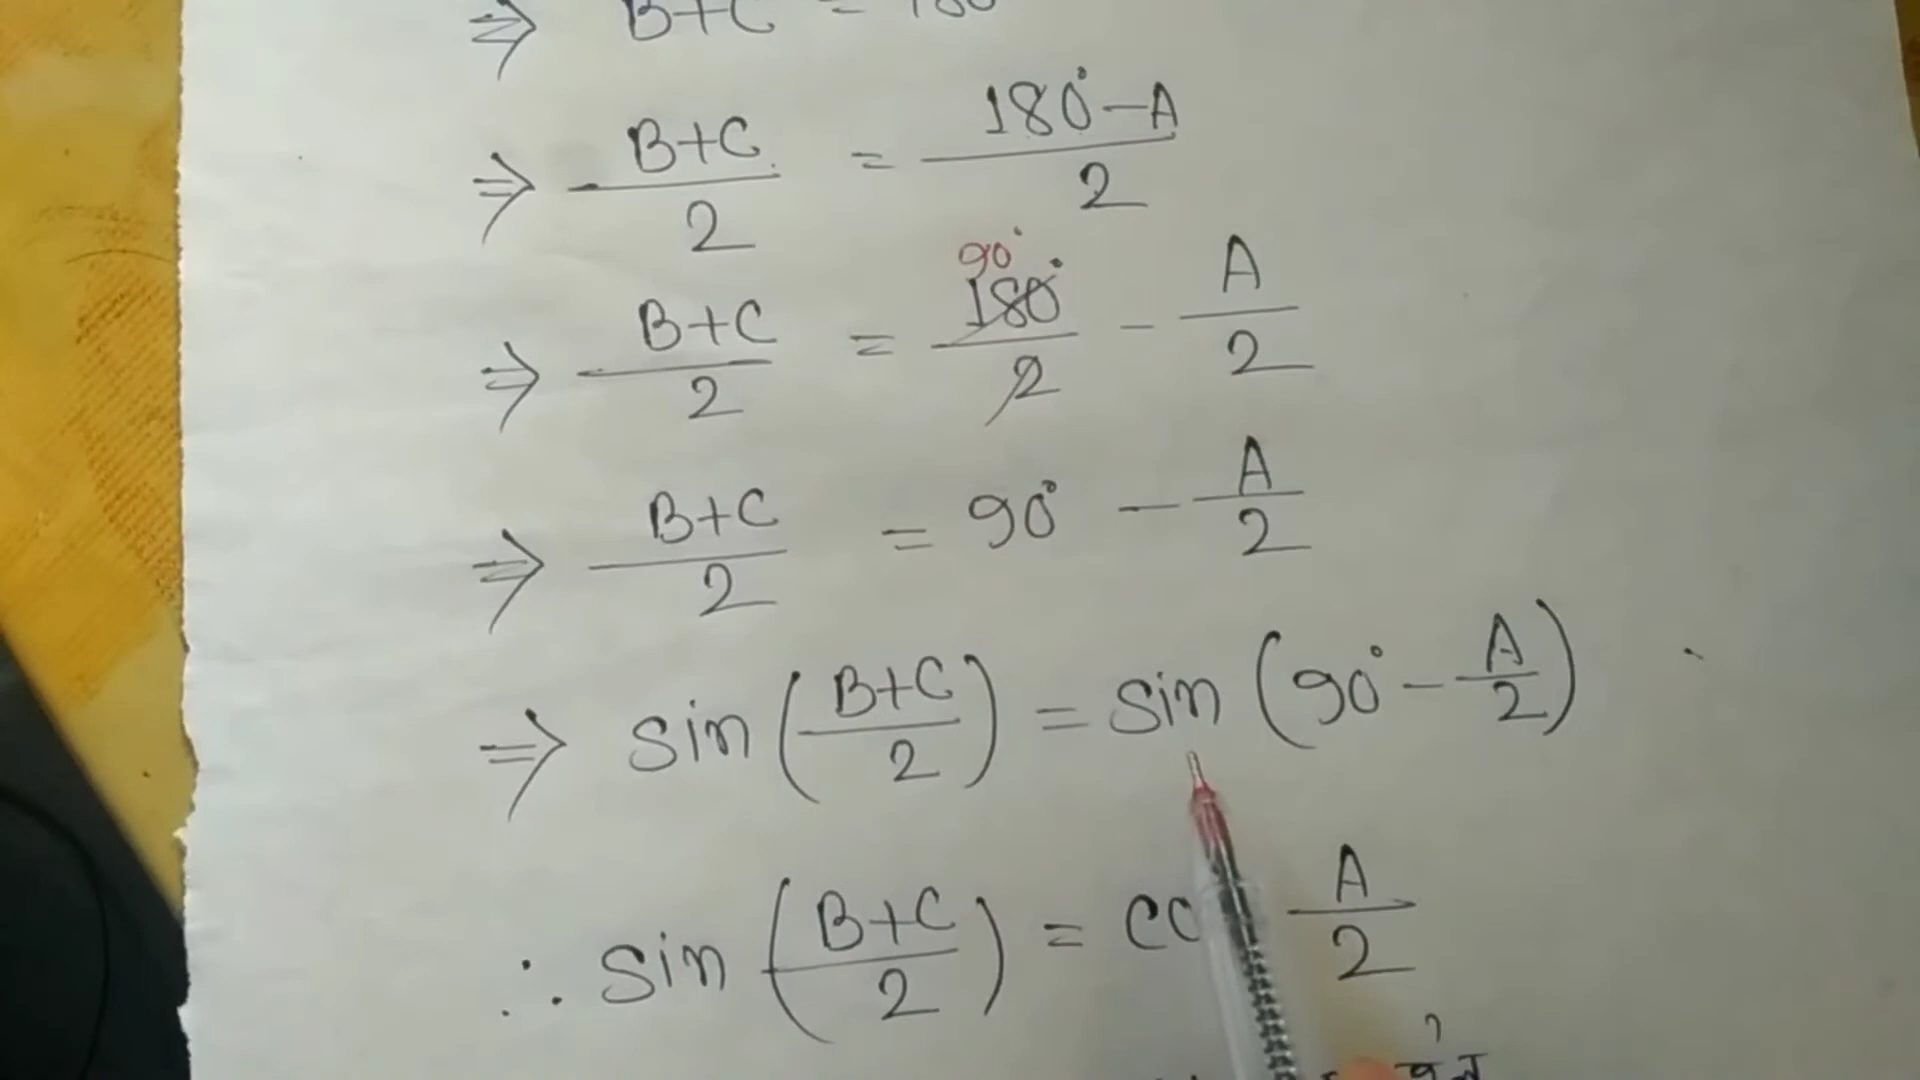 ⇒ B+C = 180
⇒ (B+C)/2 = (180°-A)/2
90°
⇒ (B+C)/2 = 180°/2 - A/2
⇒ (B+C)/2 = 90° - A/2
⇒ sin((B+C)/2) = sin(90° - A/2)
∴ sin((B+C)/2) = A/2